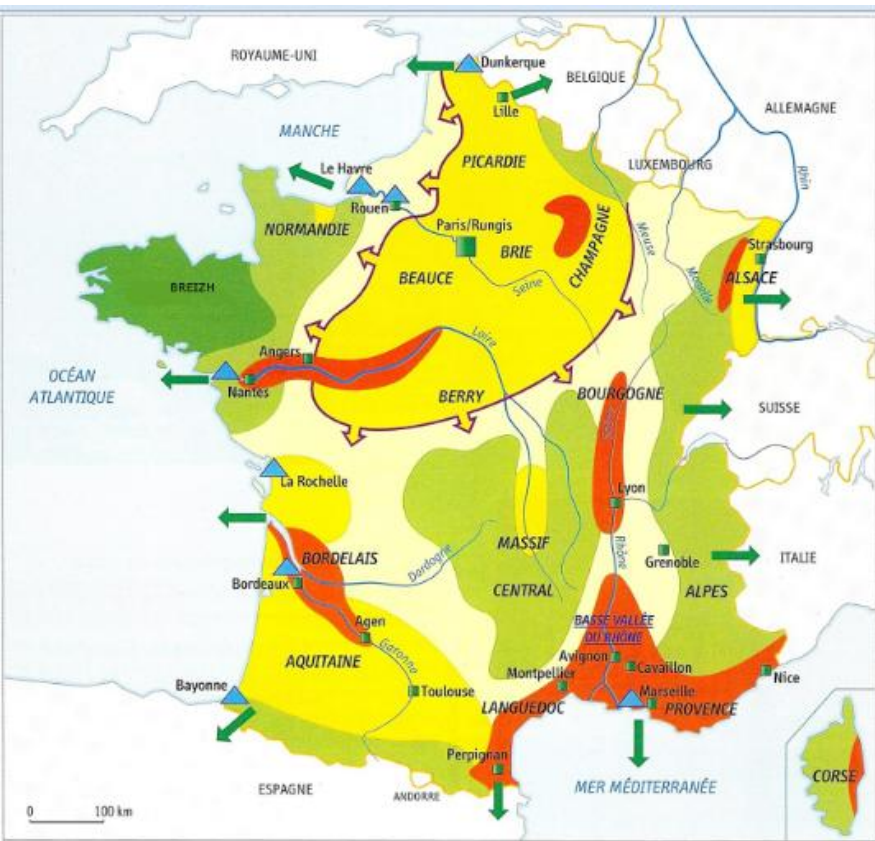 ROYAUME-UNI
Dunkerque
BELGIQUE
Lille
ALLEMAGNE
MANCHE
PICARDIE
LUXEMBOURG
Rhin
Le Havre
Rouen
NORMANDIE
Paris/Rungis
BRIE
CHAMPAGNE
Meuse
Moselle
Strasbourg
ALSACE
BREIZH
BEAUCE
Seine
OCÉAN
ATLANTIQUE
Angers
Loire
Nantes
BERRY
BOURGOGNE
Saône
SUISSE
La Rochelle
Lyon
MASSIF
CENTRAL
BORDELAIS
Dordogne
Rhône
Grenoble
ITALIE
ALPES
Bordeaux
BASSE VALLÉE
DU RHÔNE
Agen
Garonne
AQUITAINE
Avignon
Cavaillon
Montpellier
Nice
Bayonne
Toulouse
LANGUEDOC
Marseille
PROVENCE
Perpignan
MER MÉDITERRANÉE
CORSE
ESPAGNE
ANDORRE
0 100 km